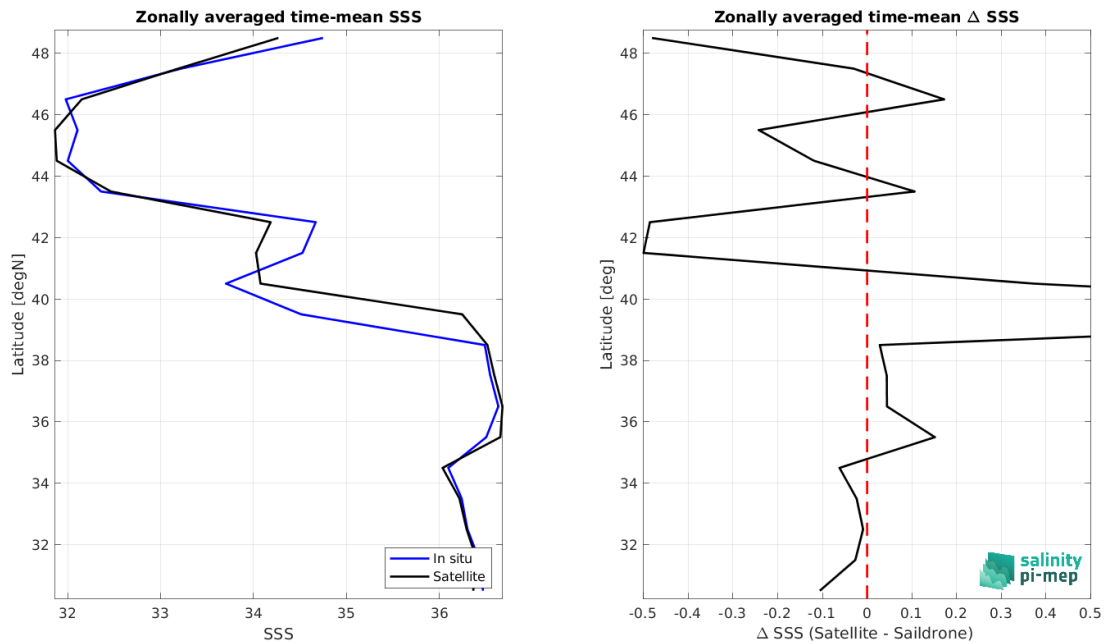 Zonally averaged time-mean SSS
48
46
44
42
40
38
36
34
32
Latitude [degN]
In situ
Satellite
32 33 34 35 36
SSS
Zonally averaged time-mean Δ SSS
48
46
44
42
40
38
36
34
32
Latitude [deg]
salinity
pi-mep
-0.5 -0.4 -0.3 -0.2 -0.1 0 0.1 0.2 0.3 0.4 0.5
Δ SSS (Satellite - Saildrone)